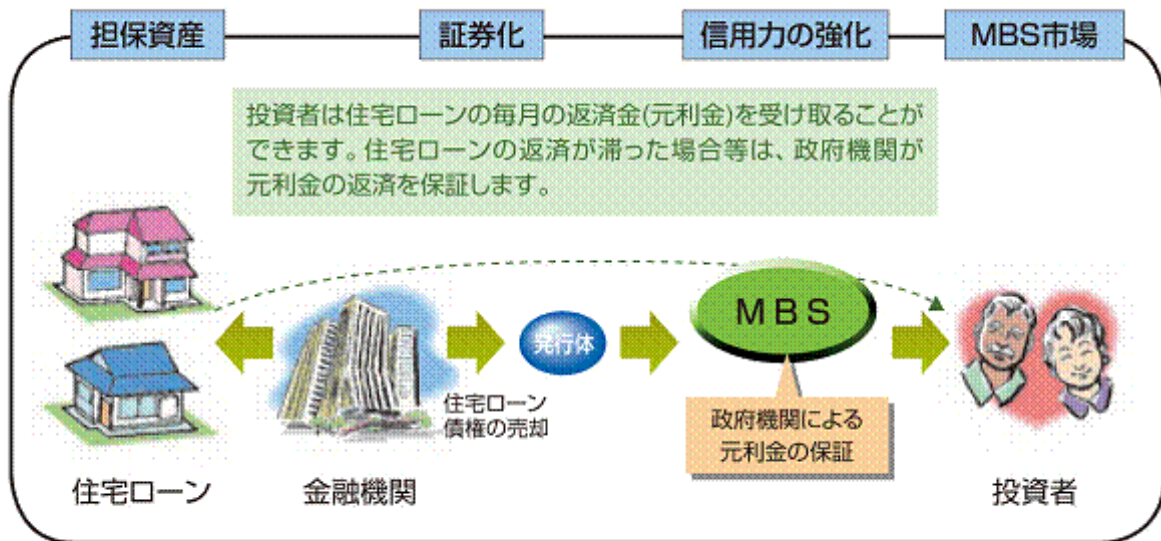 担保資産
証券化
信用力の強化
MBS市場
投資者は住宅ローンの毎月の返済金(元利金)を受け取ることが
できます。住宅ローンの返済が滞った場合等は、政府機関が
元利金の返済を保証します。
MBS
発行体
住宅ローン
債権の売却
政府機関による
元利金の保証
住宅ローン
金融機関
投資者